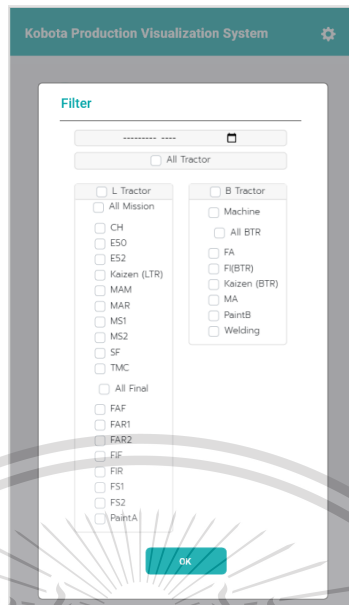 Kobota Production Visualization System
Filter
--------- ----
All Tractor
L Tractor
All Mission
CH
E50
E52
Kaizen (LTR)
MAM
MAR
MS1
MS2
SF
TMC
All Final
FAF
FAR1
FAR2
FIF
FIR
FS1
FS2
PaintA
B Tractor
Machine
All BTR
FA
FI(BTR)
Kaizen (BTR)
MA
PaintB
Welding
OK